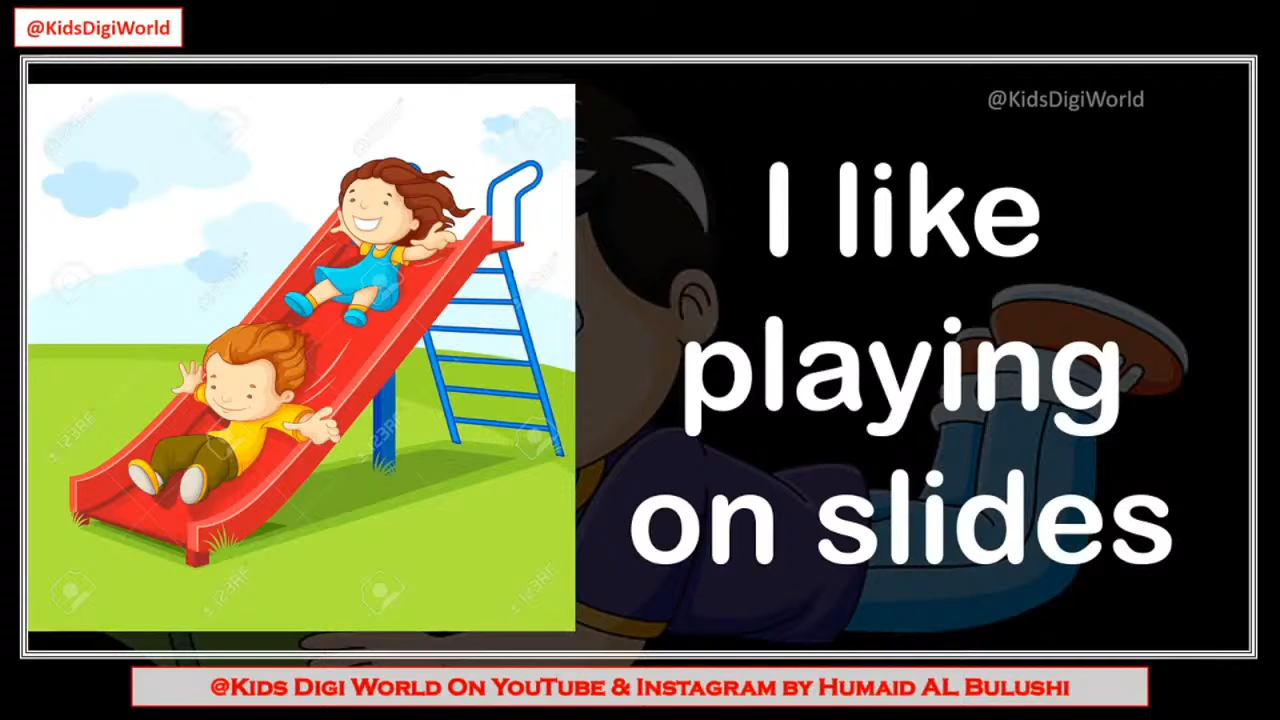 @KidsDigiWorld
@KidsDigiWorld
I like
playing
on slides
@KIDS DIGI WORLD ON YOUTUBE & INSTAGRAM BY HUMAID AL BULUSHI